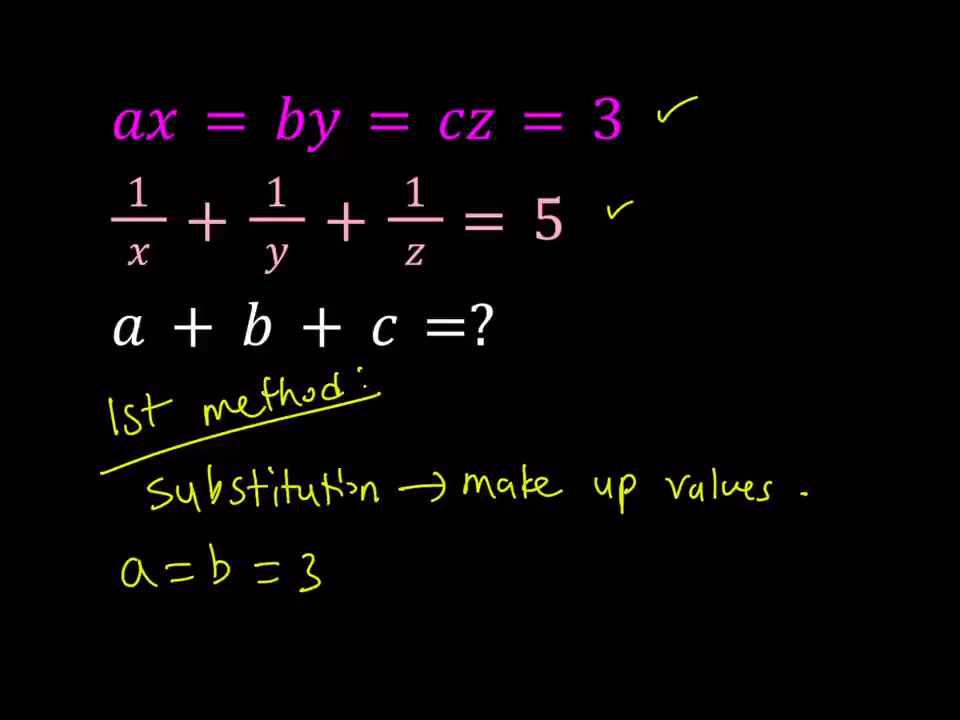 ax = by = cz = 3 ✓
1/x + 1/y + 1/z = 5 ✓
a + b + c =?
1st method:
substitution → make up values.
a = b = 3